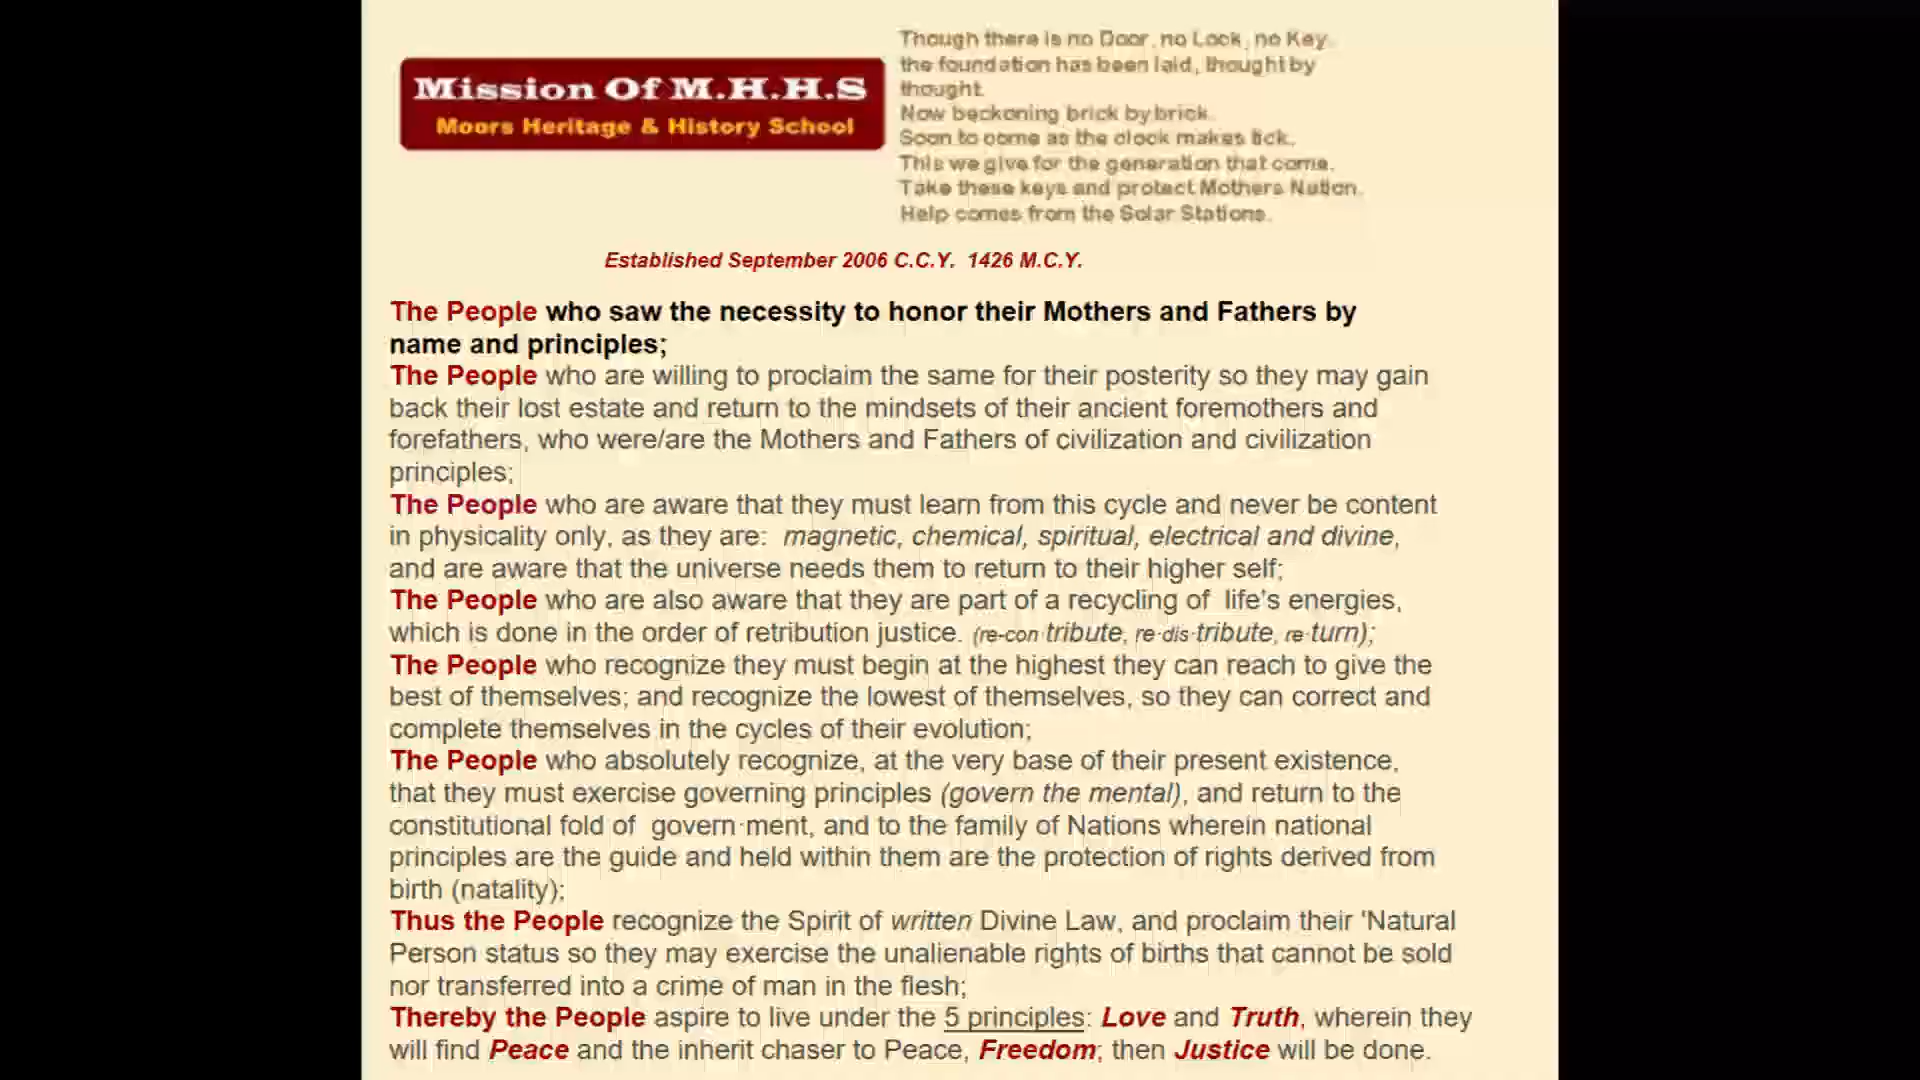 Mission Of M.H.H.S
Moors Heritage & History School
Though there is no Door, no Lock, no Key.
the foundation has been laid, thought by
thought.
Now beckoning brick by brick.
Soon to come as the clock makes tick.
This we give for the generation that come.
Take these keys and protect Mothers Nation.
Help comes from the Solar Stations.
Established September 2006 C.C.Y. 1426 M.C.Y.
The People who saw the necessity to honor their Mothers and Fathers by
name and principles;
The People who are willing to proclaim the same for their posterity so they may gain
back their lost estate and return to the mindsets of their ancient foremothers and
forefathers, who were/are the Mothers and Fathers of civilization and civilization
principles;
The People who are aware that they must learn from this cycle and never be content
in physicality only, as they are: magnetic, chemical, spiritual, electrical and divine,
and are aware that the universe needs them to return to their higher self;
The People who are also aware that they are part of a recycling of life's energies,
which is done in the order of retribution justice. (re-con·tribute, re·dis·tribute, re·turn);
The People who recognize they must begin at the highest they can reach to give the
best of themselves; and recognize the lowest of themselves, so they can correct and
complete themselves in the cycles of their evolution;
The People who absolutely recognize, at the very base of their present existence,
that they must exercise governing principles (govern the mental), and return to the
constitutional fold of govern·ment, and to the family of Nations wherein national
principles are the guide and held within them are the protection of rights derived from
birth (natality);
Thus the People recognize the Spirit of written Divine Law, and proclaim their 'Natural
Person status so they may exercise the unalienable rights of births that cannot be sold
nor transferred into a crime of man in the flesh;
Thereby the People aspire to live under the 5 principles: Love and Truth, wherein they
will find Peace and the inherit chaser to Peace, Freedom; then Justice will be done.